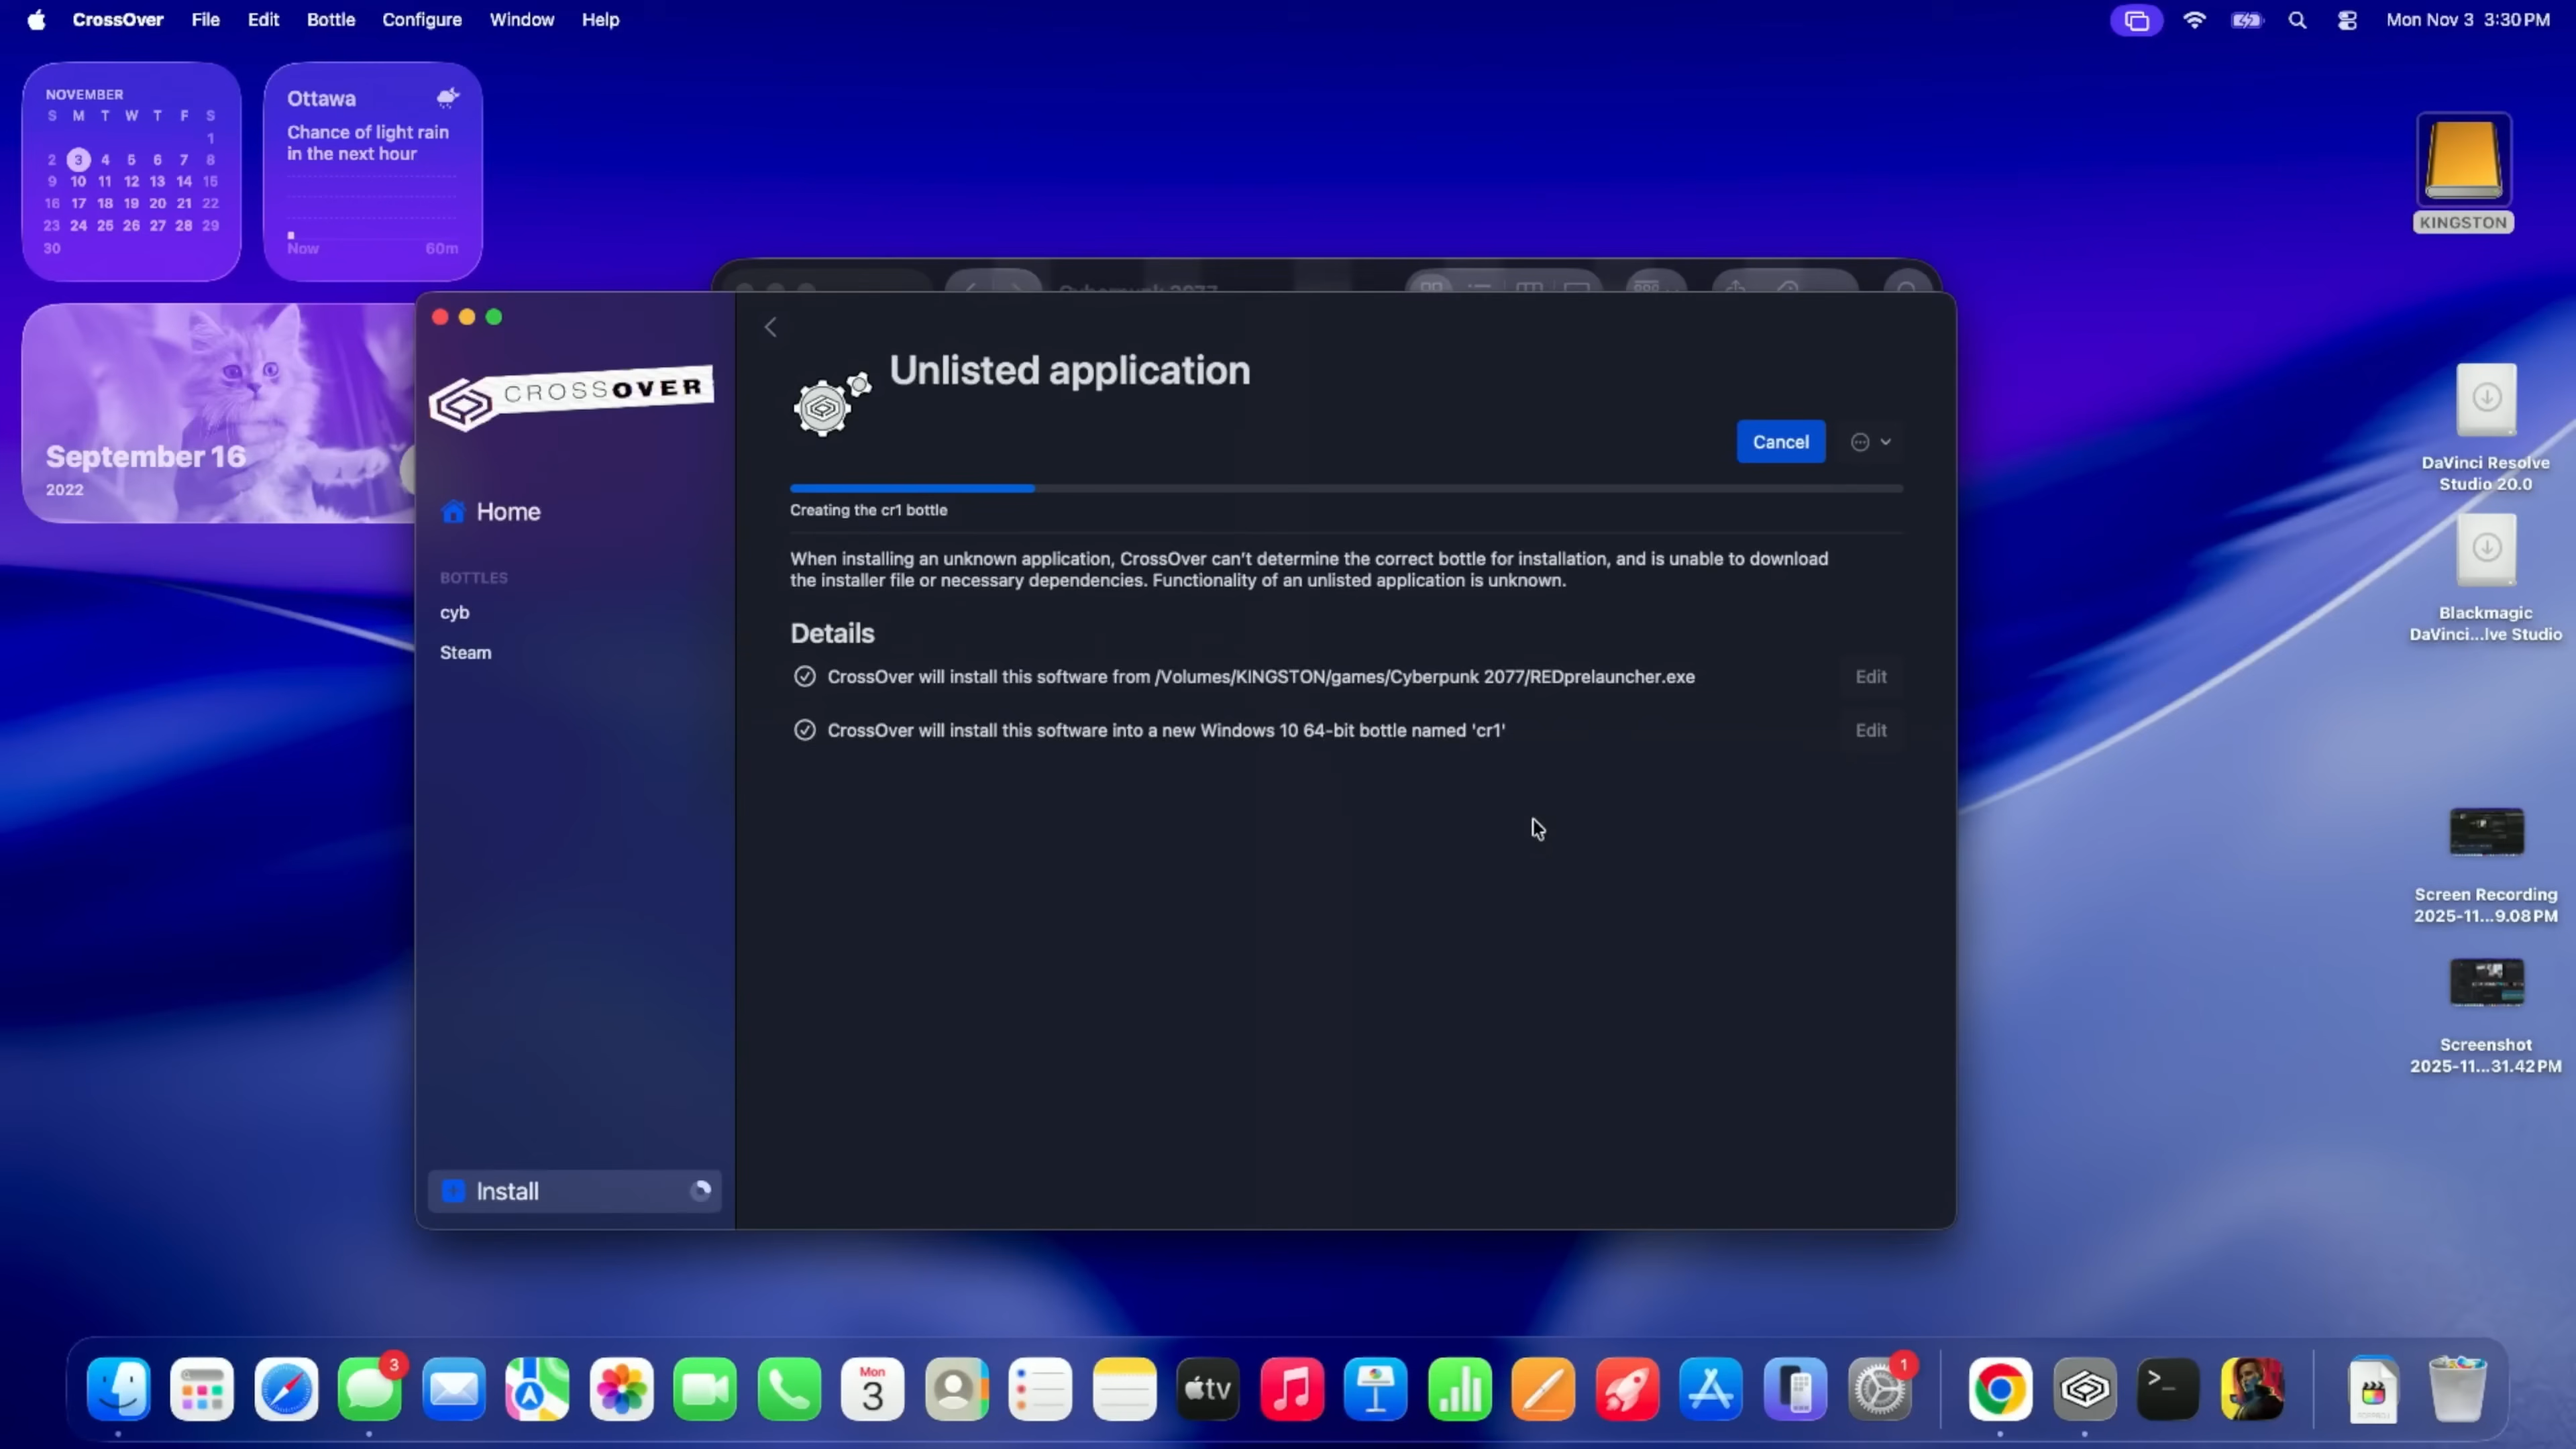 CrossOver File Edit Bottle Configure Window Help
Mon Nov 3 3:30 PM
NOVEMBER
S M T W T F S
1
2 3 4 5 6 7 8
9 10 11 12 13 14 15
16 17 18 19 20 21 22
23 24 25 26 27 28 29
30
Ottawa
Chance of light rain
in the next hour
Now 60m
September 16
2022
KINGSTON
DaVinci Resolve
Studio 20.0
Blackmagic
DaVinci...lve Studio
Screen Recording
2025-11...9.08 PM
Screenshot
2025-11...31.42 PM
CROSSOVER
Home
BOTTLES
cyb
Steam
Install
Cyberpunk 2077
Unlisted application
Cancel
Creating the cr1 bottle
When installing an unknown application, CrossOver can't determine the correct bottle for installation, and is unable to download
the installer file or necessary dependencies. Functionality of an unlisted application is unknown.
Details
CrossOver will install this software from /Volumes/KINGSTON/games/Cyberpunk 2077/REDprelauncher.exe Edit
CrossOver will install this software into a new Windows 10 64-bit bottle named 'cr1' Edit
3
Mon
3
tv
1
>_